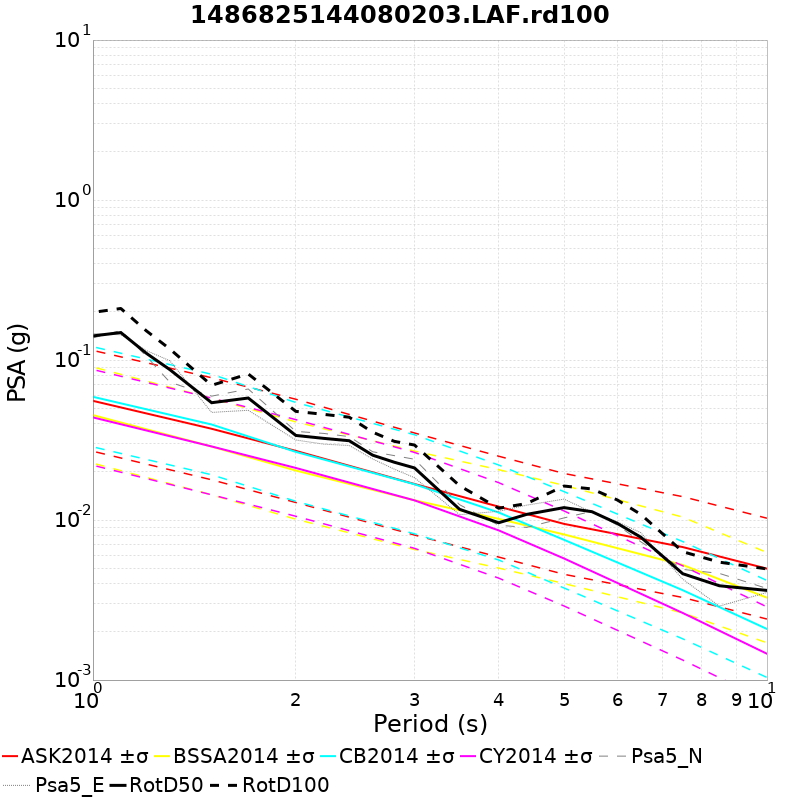 1486825144080203.LAF.rd100
10^1
10^0
10^-1
10^-2
10^-3
PSA (g)
10^0 2 3 4 5 6 7 8 9 10^1
Period (s)
ASK2014 ±σ BSSA2014 ±σ CB2014 ±σ CY2014 ±σ Psa5_N
Psa5_E RotD50 RotD100